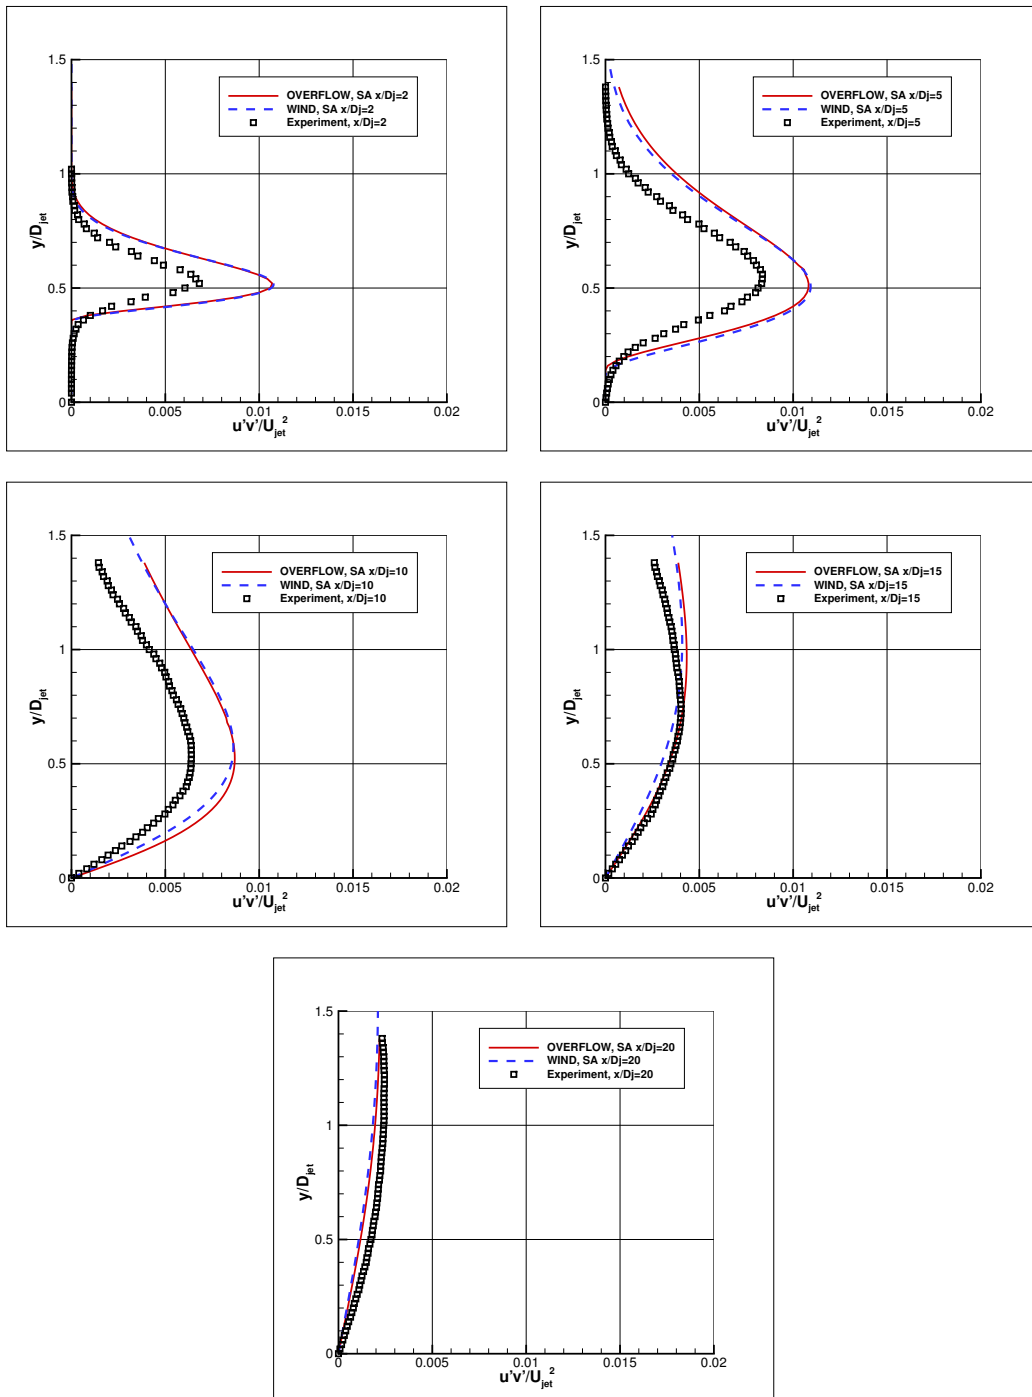 1.5
OVERFLOW, SA x/Dj=2
WIND, SA x/Dj=2
Experiment, x/Dj=2
1
y/D_jet
0.5
0
0 0.005 0.01 0.015 0.02
u'v'/U_jet^2
1.5
OVERFLOW, SA x/Dj=5
WIND, SA x/Dj=5
Experiment, x/Dj=5
1
y/D_jet
0.5
0
0 0.005 0.01 0.015 0.02
u'v'/U_jet^2
1.5
OVERFLOW, SA x/Dj=10
WIND, SA x/Dj=10
Experiment, x/Dj=10
1
y/D_jet
0.5
0
0 0.005 0.01 0.015 0.02
u'v'/U_jet^2
1.5
OVERFLOW, SA x/Dj=15
WIND, SA x/Dj=15
Experiment, x/Dj=15
1
y/D_jet
0.5
0
0 0.005 0.01 0.015 0.02
u'v'/U_jet^2
1.5
OVERFLOW, SA x/Dj=20
WIND, SA x/Dj=20
Experiment, x/Dj=20
1
y/D_jet
0.5
0
0 0.005 0.01 0.015 0.02
u'v'/U_jet^2